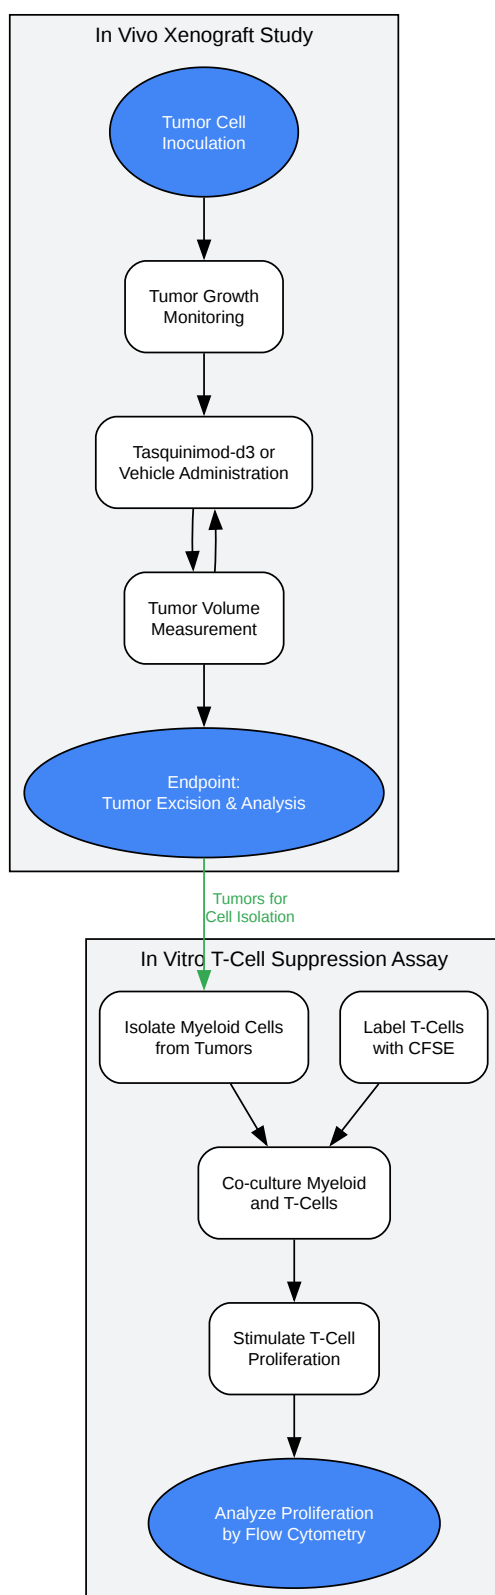 In Vivo Xenograft Study
Tumor Cell
Inoculation
Tumor Growth
Monitoring
Tasquinimod-d3 or
Vehicle Administration
Tumor Volume
Measurement
Endpoint:
Tumor Excision & Analysis
Tumors for
Cell Isolation
In Vitro T-Cell Suppression Assay
Isolate Myeloid Cells
from Tumors
Label T-Cells
with CFSE
Co-culture Myeloid
and T-Cells
Stimulate T-Cell
Proliferation
Analyze Proliferation
by Flow Cytometry